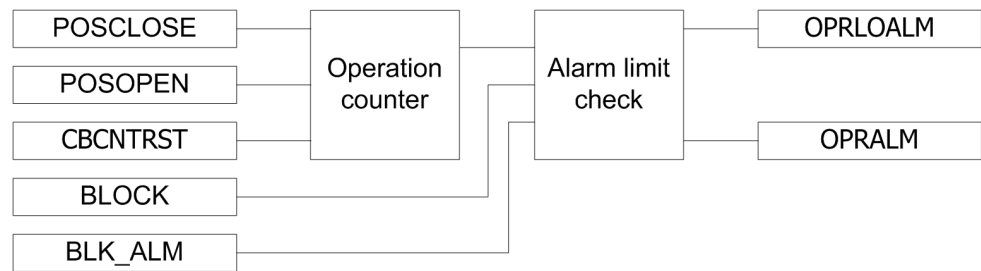 POSCLOSE
POSOPEN
CBCNTRST
BLOCK
BLK_ALM
Operation
counter
Alarm limit
check
OPRLOALM
OPRALM